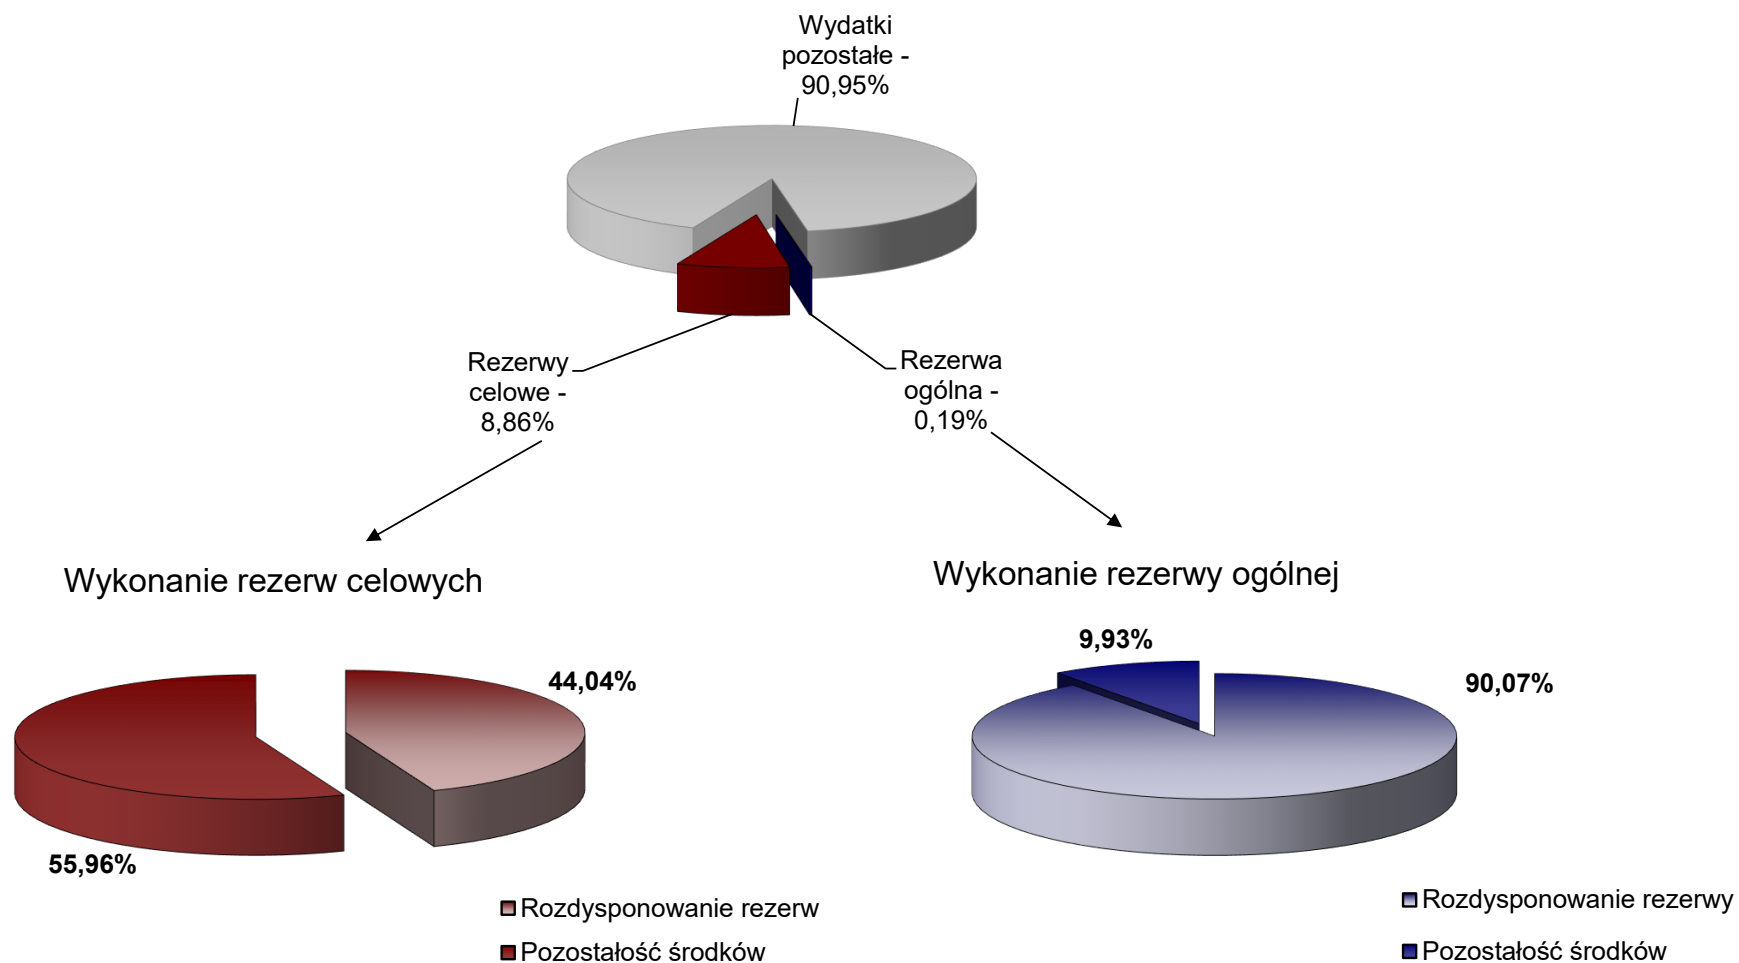 Wydatki
pozostałe -
90,95%
Rezerwy
celowe -
8,86%
Rezerwa
ogólna -
0,19%
Wykonanie rezerw celowych
44,04%
55,96%
Rozdysponowanie rezerw
Pozostałość środków
Wykonanie rezerwy ogólnej
9,93%
90,07%
Rozdysponowanie rezerwy
Pozostałość środków